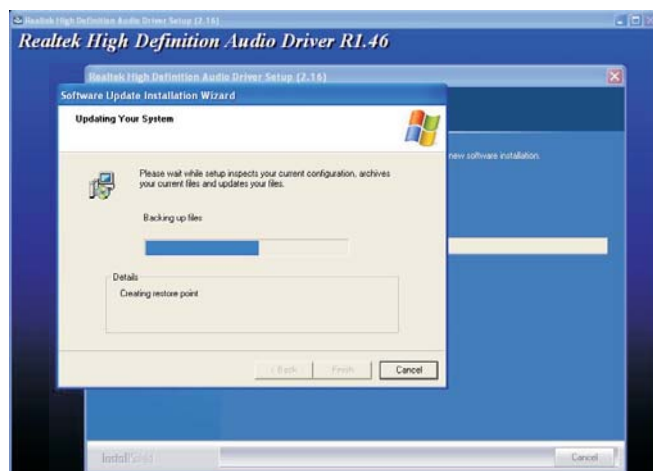 Realtek High Definition Audio Driver Setup (2.16)
Realtek High Definition Audio Driver R1.46
Realtek High Definition Audio Driver Setup (2.16)
Software Update Installation Wizard
Updating Your System
new software installation.
Please wait while setup inspects your current configuration, archives
your current files and updates your files.
Backing up files
Details
Creating restore point
< Back
Finish
Cancel
InstallShield
Cancel